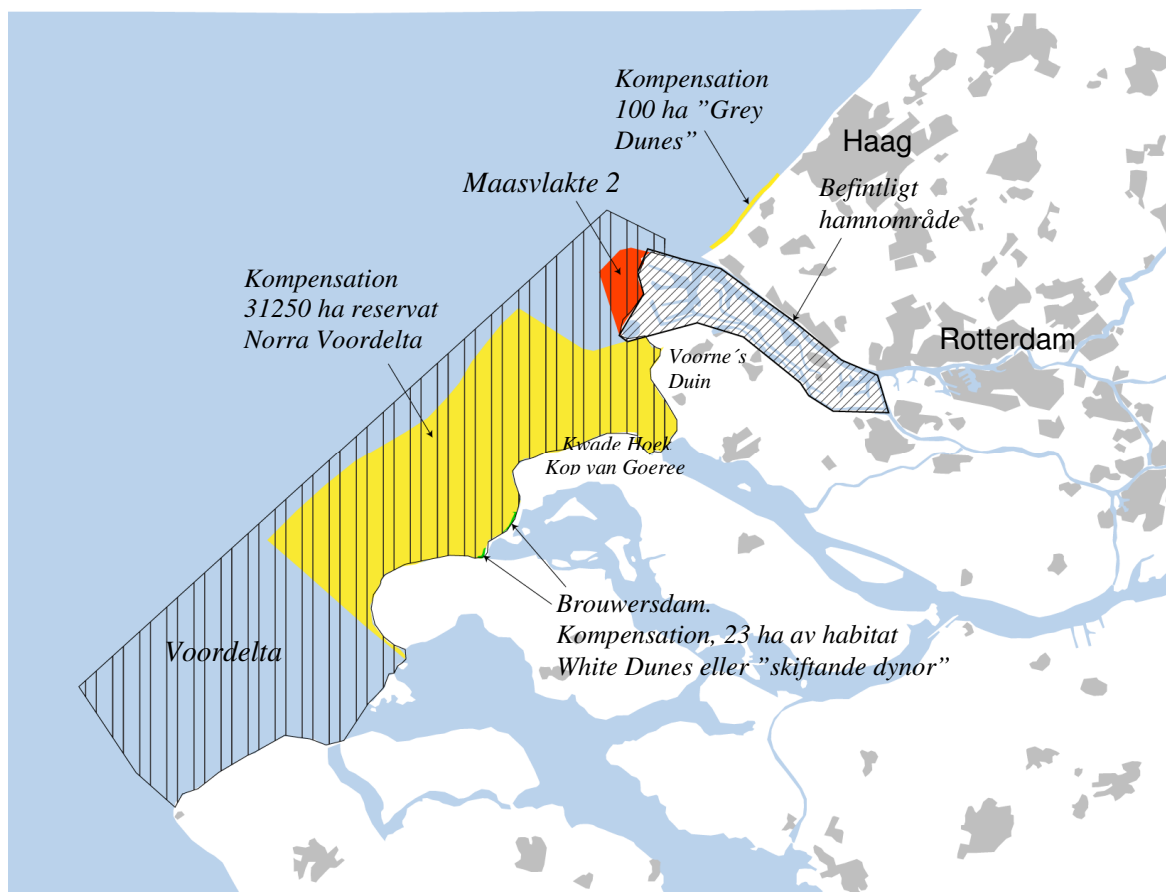 Kompensation
100 ha ”Grey
Dunes”
Haag
Maasvlakte 2
Befintligt
hamnområde
Kompensation
31250 ha reservat
Norra Voordelta
Rotterdam
Voorne´s
Duin
Kwade Hoek
Kop van Goeree
Brouwersdam.
Kompensation, 23 ha av habitat
White Dunes eller ”skiftande dynor”
Voordelta